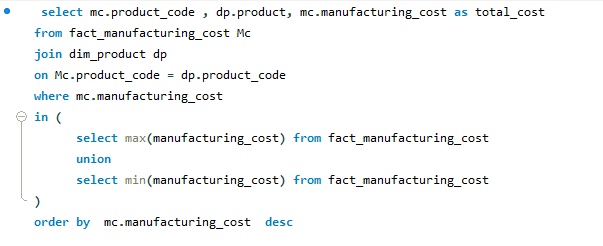 select mc.product_code , dp.product, mc.manufacturing_cost as total_cost
from fact_manufacturing_cost Mc
join dim_product dp
on Mc.product_code = dp.product_code
where mc.manufacturing_cost
in (
select max(manufacturing_cost) from fact_manufacturing_cost
union
select min(manufacturing_cost) from fact_manufacturing_cost
)
order by  mc.manufacturing_cost  desc